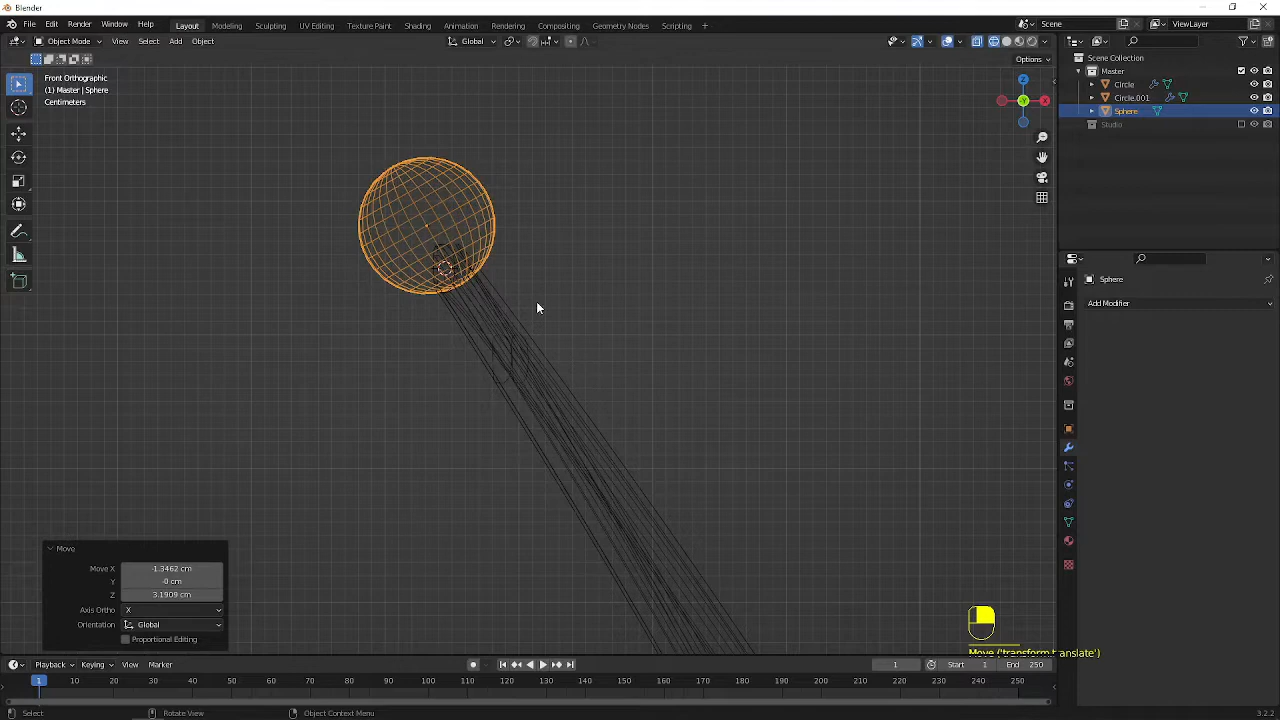 Blender
File Edit Render Window Help
Layout Modeling Sculpting UV Editing Texture Paint Shading Animation Rendering Compositing Geometry Nodes Scripting +
Scene
ViewLayer
Object Mode View Select Add Object
Global
Options
Front Orthographic
(1) Master | Sphere
Centimeters
Z
-Y
X
Scene Collection
Master
Circle
Circle.001
Sphere
Studio
Sphere
Add Modifier
Move
Move X -1.3462 cm
Y -0 cm
Z 3.1909 cm
Axis Ortho X
Orientation Global
Proportional Editing
Move ('transform.translate')
Playback Keying View Marker
1 Start 1 End 250
1 10 20 30 40 50 60 70 80 90 100 110 120 130 140 150 160 170 180 190 200 210 220 230 240 250
Select Rotate View Object Context Menu 3.2.2